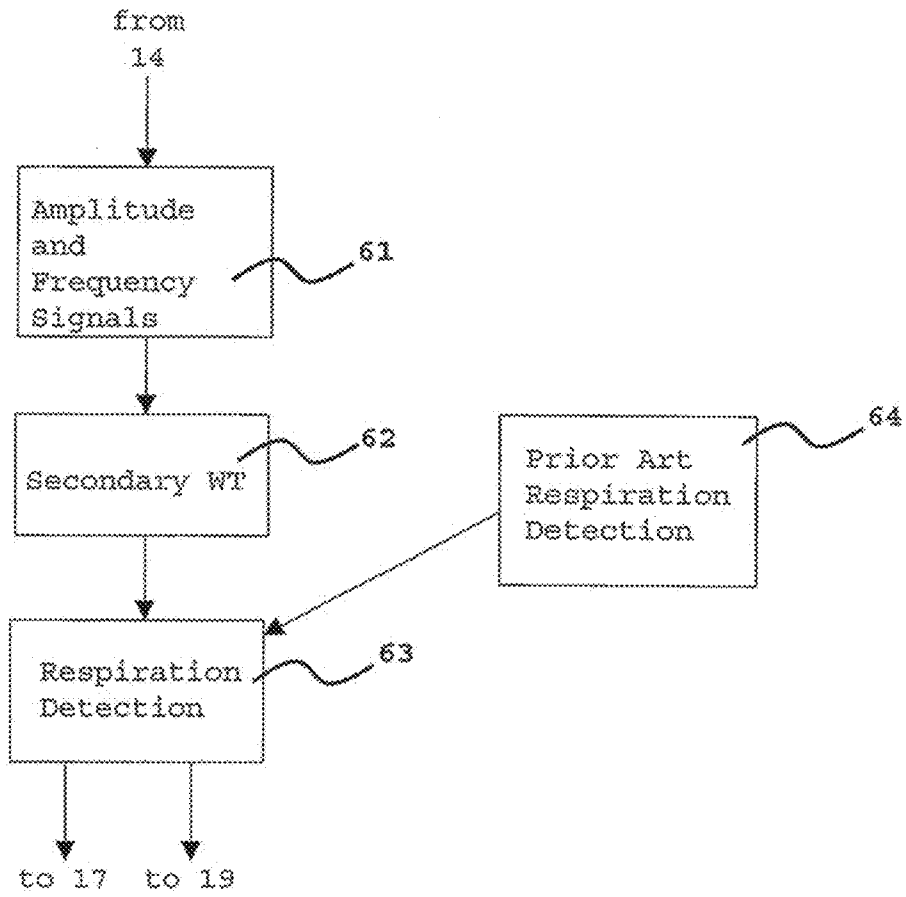 from
14
Amplitude
and
Frequency
Signals
61
Secondary WT
62
Prior Art
Respiration
Detection
64
Respiration
Detection
63
to 17 to 19